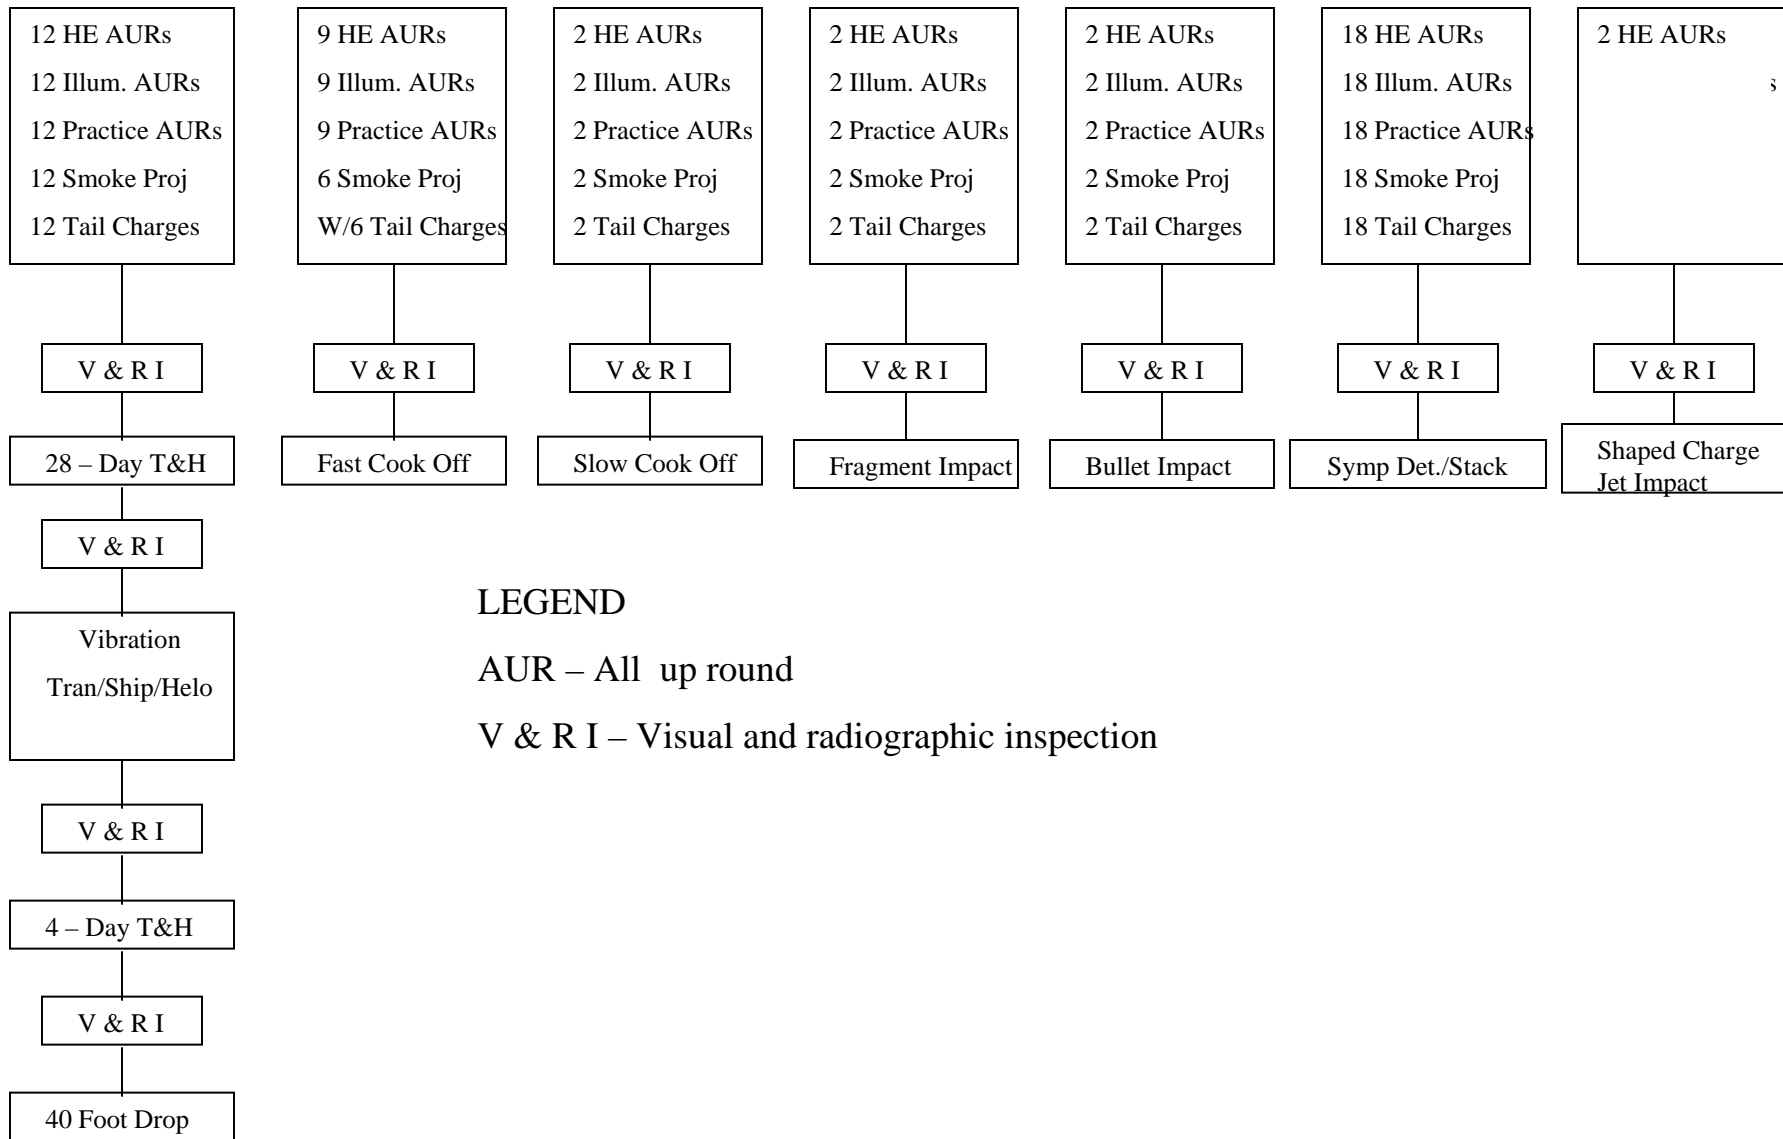 12 HE AURs
12 Illum. AURs
12 Practice AURs
12 Smoke Proj
12 Tail Charges
9 HE AURs
9 Illum. AURs
9 Practice AURs
6 Smoke Proj
W/6 Tail Charges
2 HE AURs
2 Illum. AURs
2 Practice AURs
2 Smoke Proj
2 Tail Charges
2 HE AURs
2 Illum. AURs
2 Practice AURs
2 Smoke Proj
2 Tail Charges
2 HE AURs
2 Illum. AURs
2 Practice AURs
2 Smoke Proj
2 Tail Charges
18 HE AURs
18 Illum. AURs
18 Practice AURs
18 Smoke Proj
18 Tail Charges
2 HE AURs
V & R I
V & R I
V & R I
V & R I
V & R I
V & R I
V & R I
28 – Day T&H
Fast Cook Off
Slow Cook Off
Fragment Impact
Bullet Impact
Symp Det./Stack
Shaped Charge
Jet Impact
V & R I
Vibration
Tran/Ship/Helo
V & R I
4 – Day T&H
V & R I
40 Foot Drop
LEGEND
AUR – All up round
V & R I – Visual and radiographic inspection